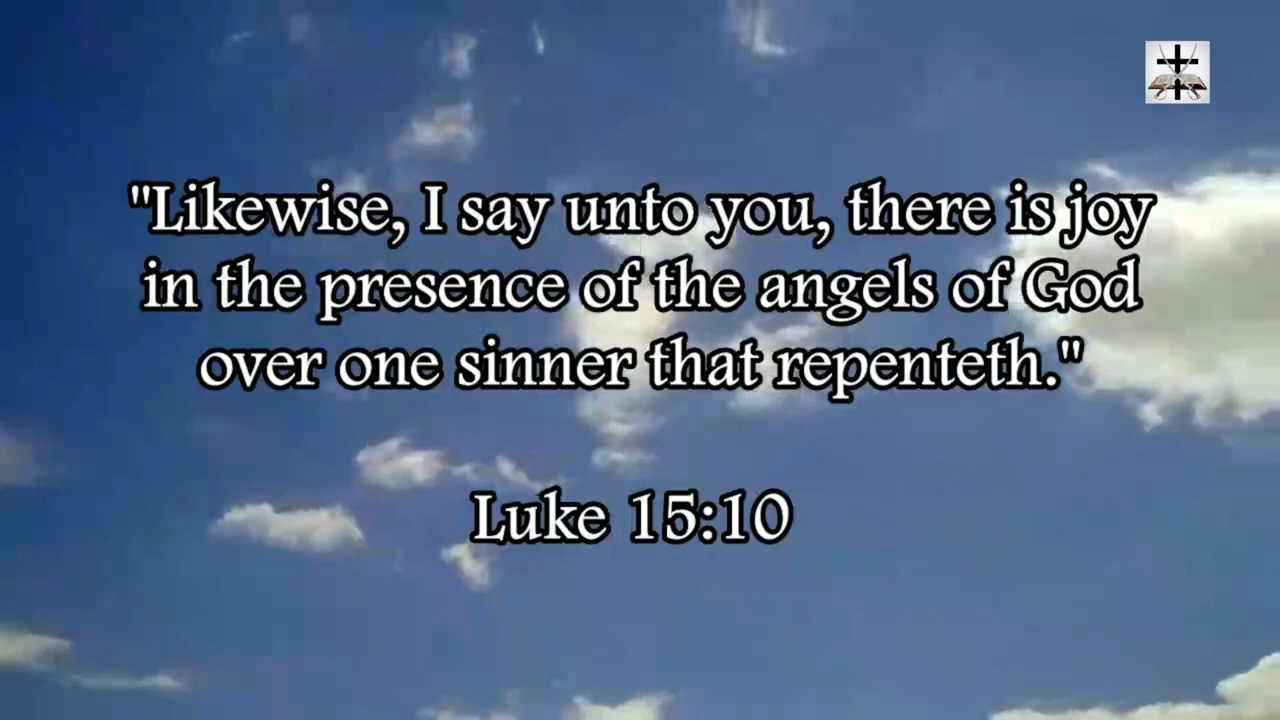 "Likewise, I say unto you, there is joy
in the presence of the angels of God
over one sinner that repenteth."
Luke 15:10